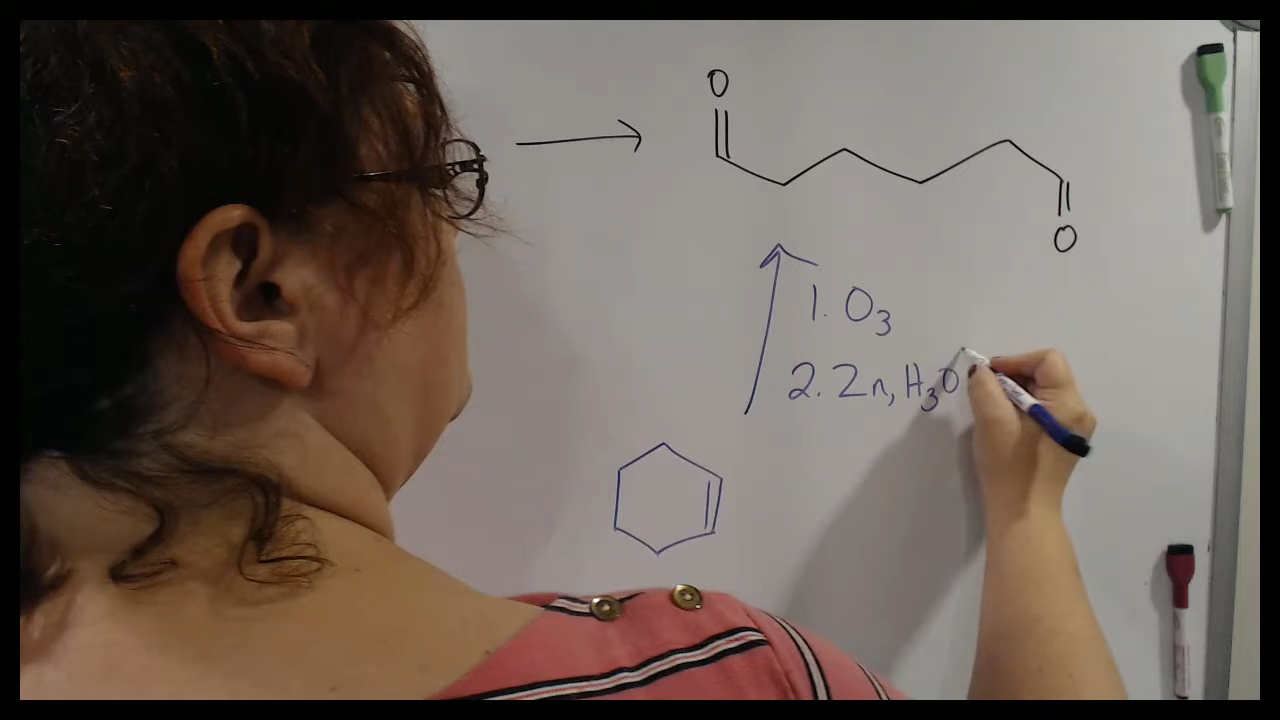 O
O
1. O₃
2. Zn, H₃O